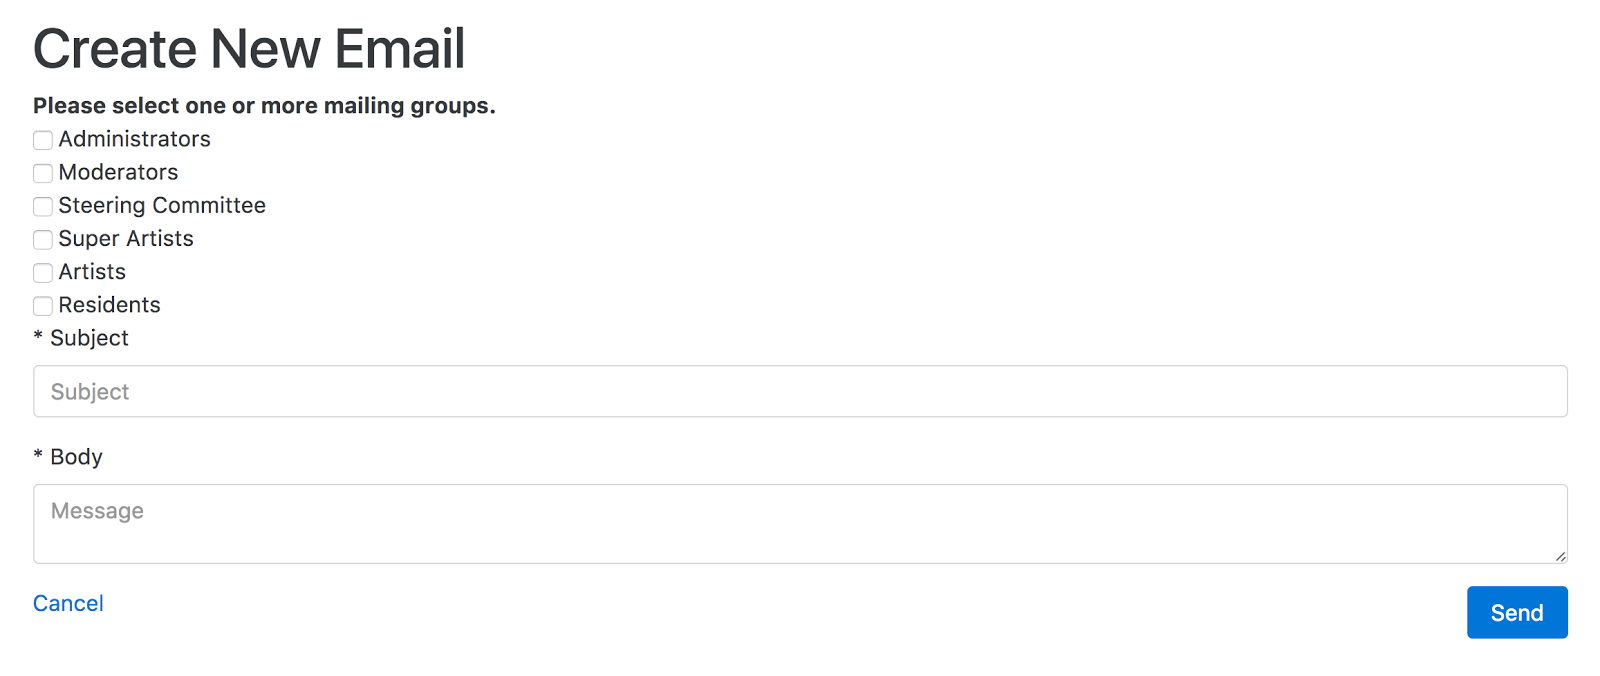 Create New Email
Please select one or more mailing groups.
Administrators
Moderators
Steering Committee
Super Artists
Artists
Residents
* Subject
Subject
* Body
Message
Cancel
Send